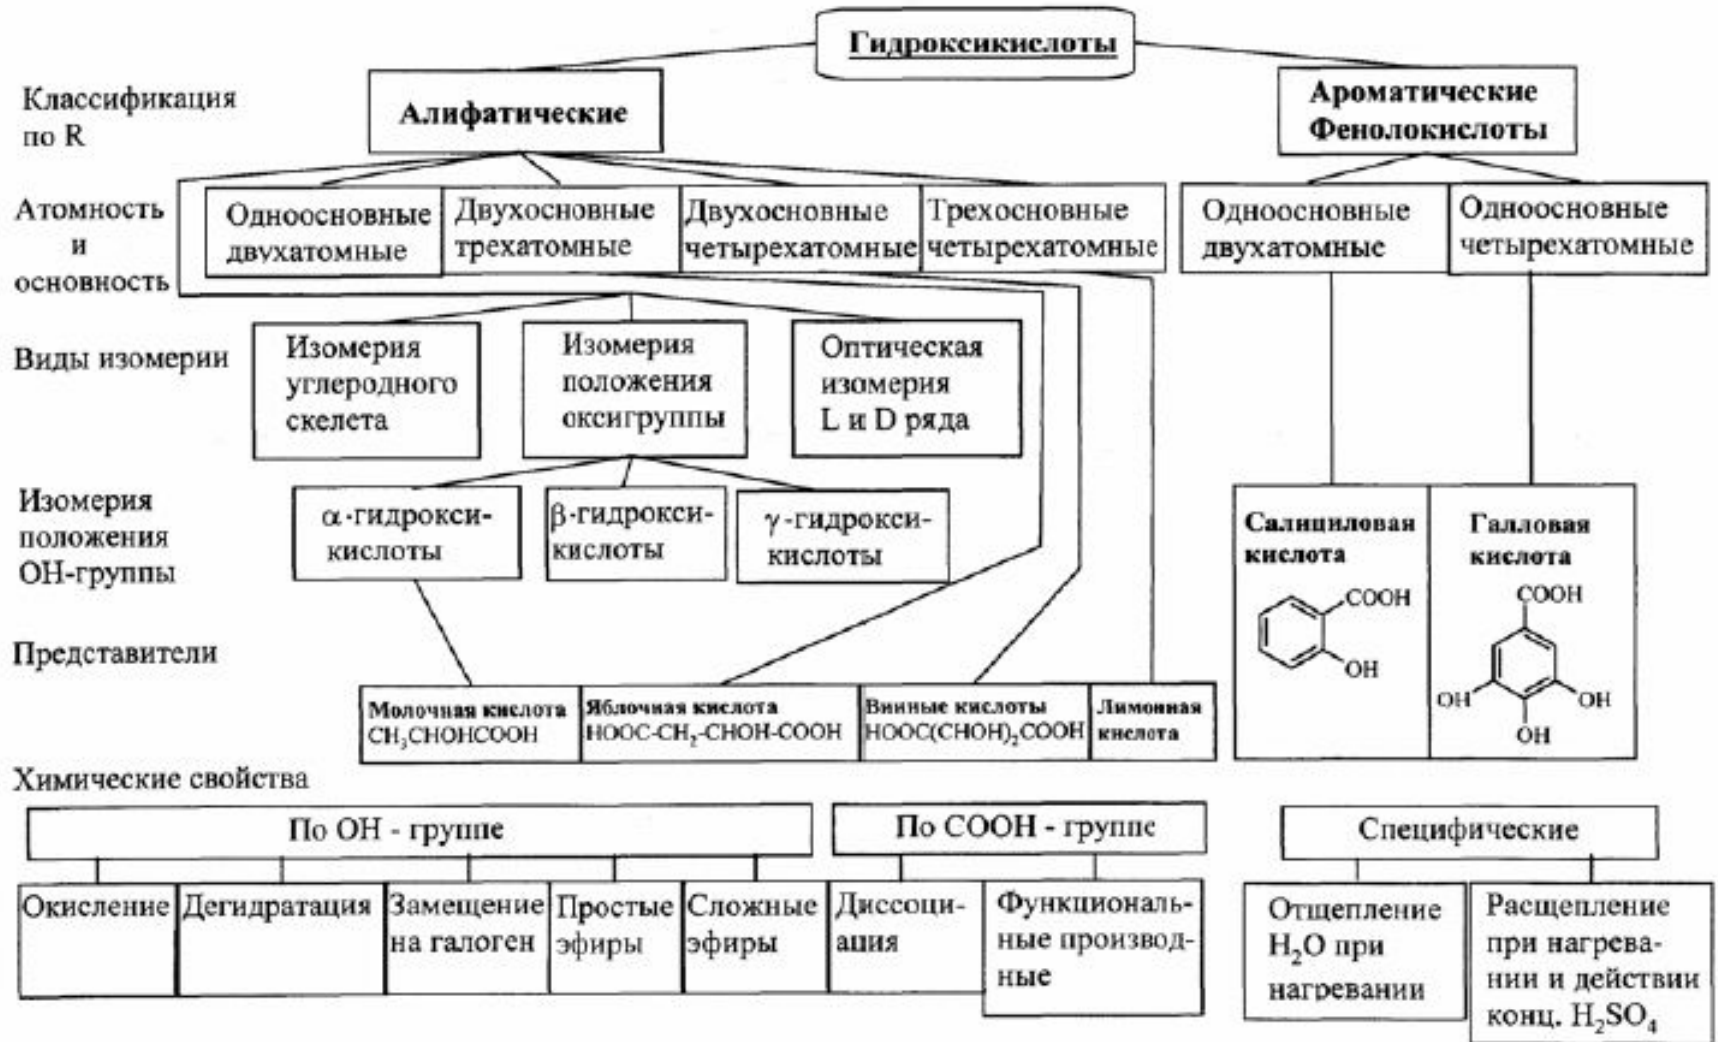 Гидроксикислоты
Классификация
по R
Алифатические
Ароматические
Фенолокислоты
Атомность
и
основность
Одноосновные
двухатомные
Двухосновные
трехатомные
Двухосновные
четырехатомные
Трехосновные
четырехатомные
Одноосновные
двухатомные
Одноосновные
четырехатомные
Виды изомерии
Изомерия
углеродного
скелета
Изомерия
положения
оксигруппы
Оптическая
изомерия
L и D ряда
Изомерия
положения
ОН-группы
α-гидрокси-
кислоты
β-гидрокси-
кислоты
γ-гидрокси-
кислоты
Салициловая
кислота
COOH
OH
Галловая
кислота
COOH
OH
OH
OH
Представители
Молочная кислота
CH₃CHOHCOOH
Яблочная кислота
HOOC-CH₂-CHOH-COOH
Винные кислоты
HOOC(CHOH)₂COOH
Лимонная
кислота
Химические свойства
По ОН - группе
По СООН - группе
Специфические
Окисление
Дегидратация
Замещение
на галоген
Простые
эфиры
Сложные
эфиры
Диссоци-
ация
Функциональ-
ные производ-
ные
Отщепление
H₂O при
нагревании
Расщепление
при нагрева-
нии и действии
конц. H₂SO₄